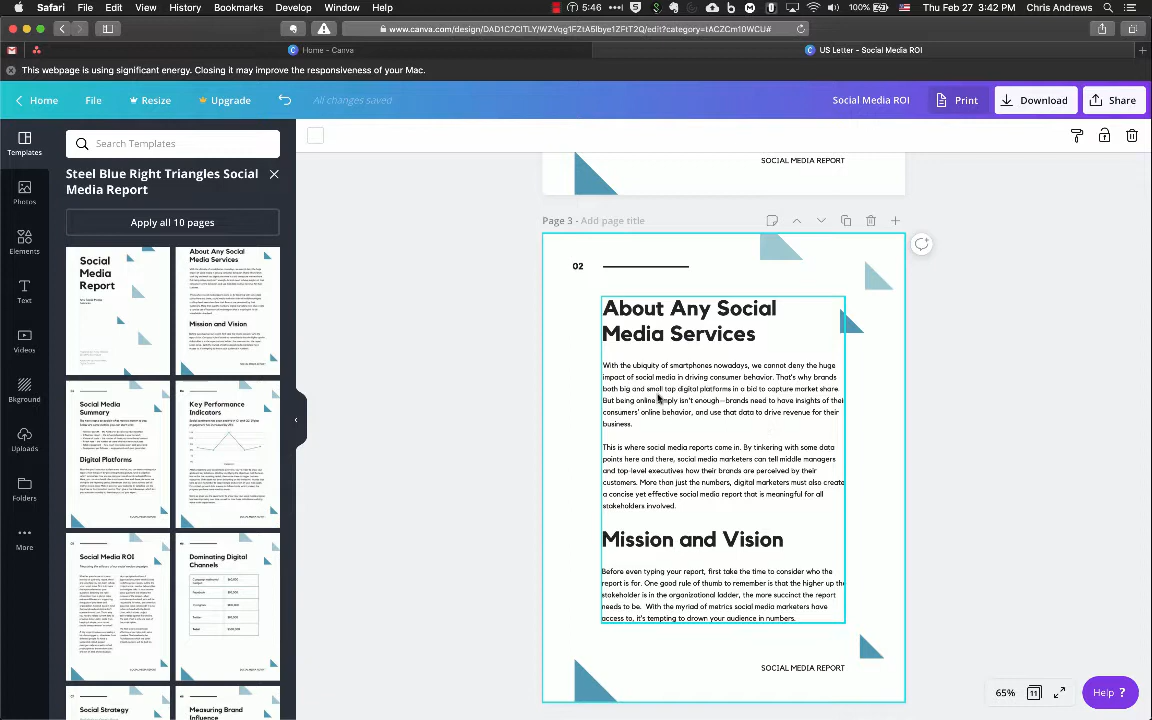 Safari File Edit View History Bookmarks Develop Window Help
5:46
100%
Thu Feb 27 3:42 PM Chris Andrews
www.canva.com/design/DAD1C7CITLY/WZVqg1FZtA5lbye1ZFtT2Q/edit?category=tACZCm10WCU#
Home - Canva
US Letter - Social Media ROI
This webpage is using significant energy. Closing it may improve the responsiveness of your Mac.
Home File Resize Upgrade All changes saved
Social Media ROI Print Download Share
Templates
Photos
Elements
Text
Videos
Bkground
Uploads
Folders
More
Search Templates
Steel Blue Right Triangles Social
Media Report
Apply all 10 pages
Social
Media
Report
About Any Social
Media Services
Mission and Vision
Social Media
Summary
Digital Platforms
Key Performance
Indicators
Social Media ROI
Dominating Digital
Channels
Social Strategy
Measuring Brand
Influence
SOCIAL MEDIA REPORT
Page 3 - Add page title
02
About Any Social
Media Services
With the ubiquity of smartphones nowadays, we cannot deny the huge
impact of social media in driving consumer behavior. That's why brands
both big and small tap digital platforms in a bid to capture market share.
But being online simply isn't enough—brands need to have insights of their
consumers' online behavior, and use that data to drive revenue for their
business.
This is where social media reports come in. By tinkering with some data
points here and there, social media marketers can tell middle managers
and top level executives how their brands are perceived by their
customers. More than just the numbers, digital marketers must also create
a concise yet effective social media report that is meaningful for all
stakeholders involved.
Mission and Vision
Before even typing your report, first take the time to consider who the
report is for. One good rule of thumb to remember is that the higher up the
stakeholder is in the organizational ladder, the more succinct the report
needs to be. With the myriad of metrics social media marketers have
access to, it's tempting to drown your audience in numbers.
SOCIAL MEDIA REPORT
65% 11 Help ?